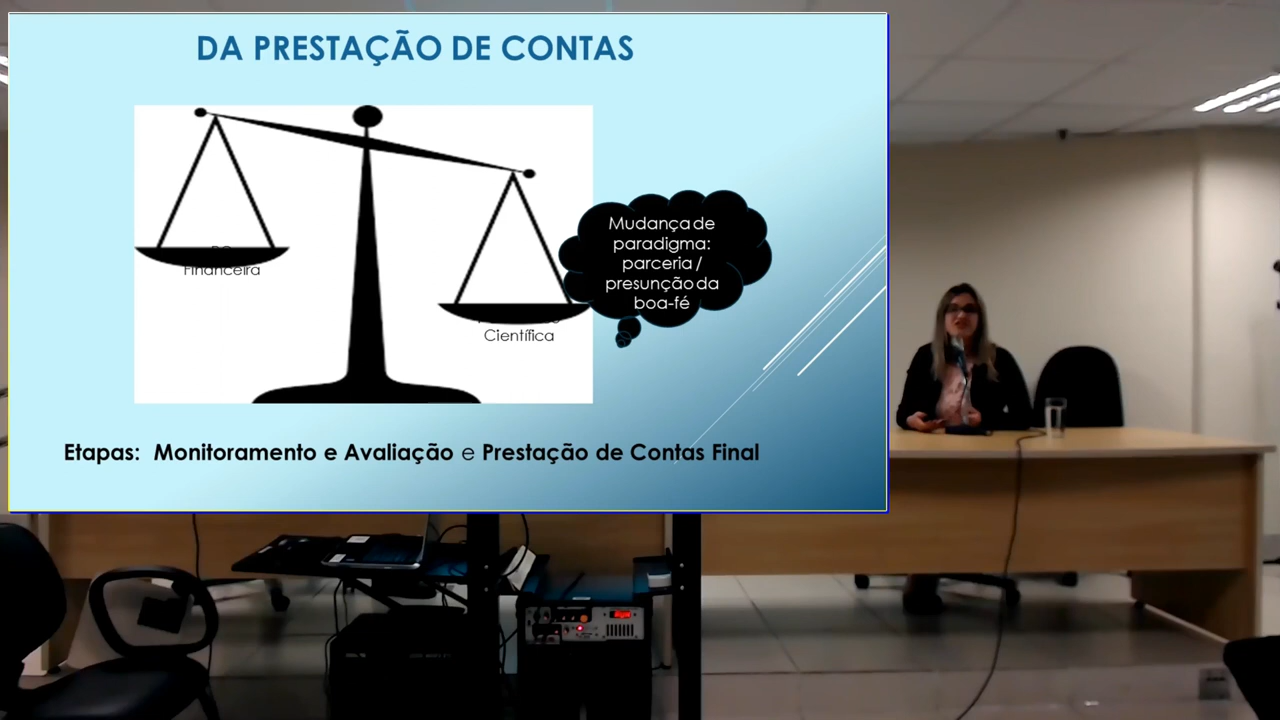 DA PRESTAÇÃO DE CONTAS
Financeira
Mudança de
paradigma:
parceria /
presunção da
boa-fé
Científica
Etapas: Monitoramento e Avaliação e Prestação de Contas Final